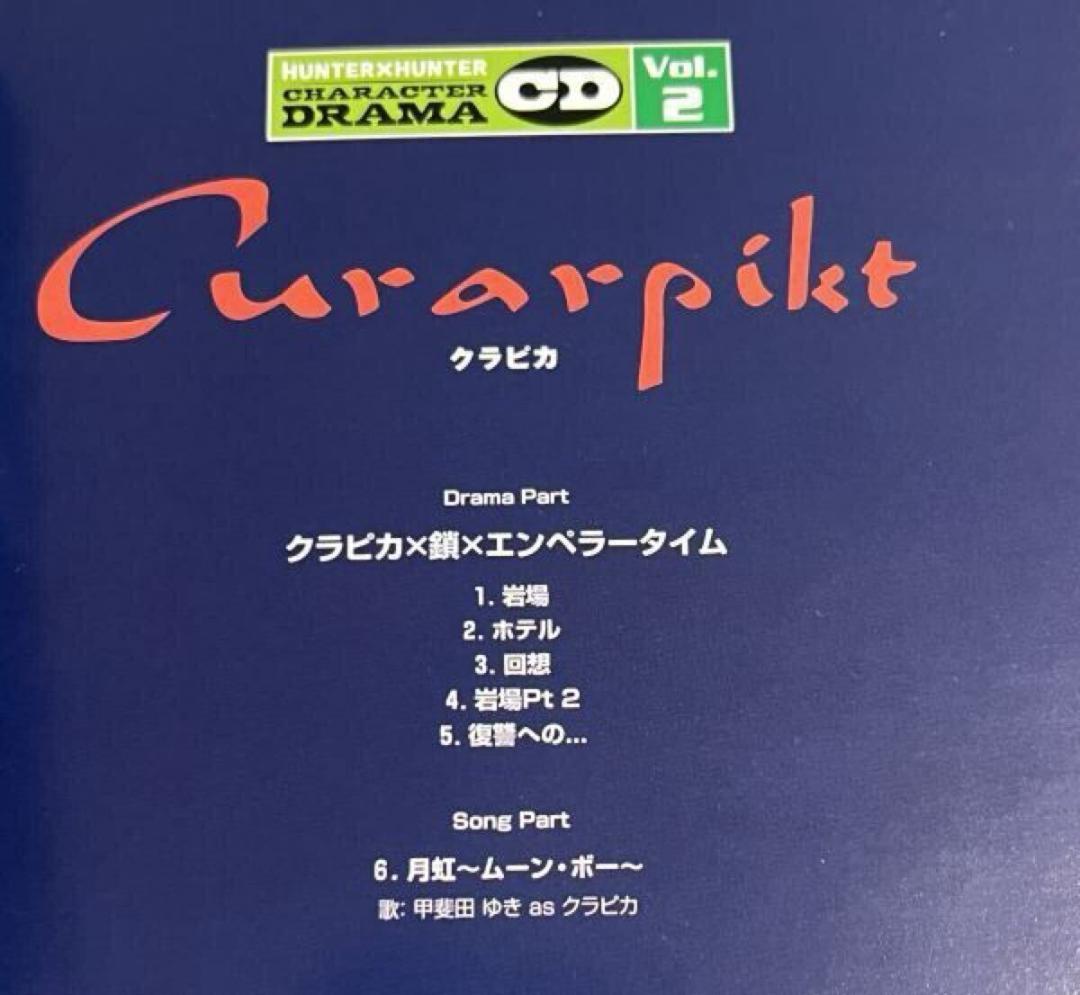 HUNTER×HUNTER
CHARACTER
DRAMA
CD
Vol.
2
Curarpikt
クラピカ
Drama Part
クラピカ×鎖×エンペラータイム
1. 岩場
2. ホテル
3. 回想
4. 岩場Pt 2
5. 復讐への...
Song Part
6. 月虹〜ムーン・ボー〜
歌: 甲斐田 ゆき as クラピカ